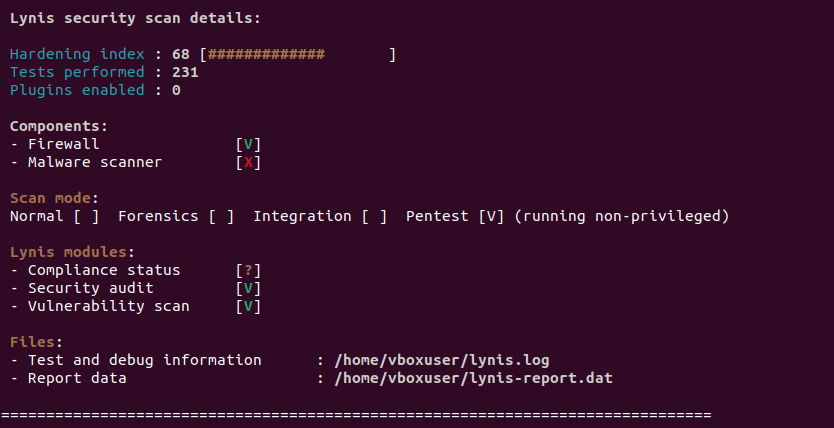 Lynis security scan details:
Hardening index : 68 [#############       ]
Tests performed : 231
Plugins enabled : 0
Components:
- Firewall               [V]
- Malware scanner        [X]
Scan mode:
Normal [ ]  Forensics [ ]  Integration [ ]  Pentest [V] (running non-privileged)
Lynis modules:
- Compliance status      [?]
- Security audit         [V]
- Vulnerability scan     [V]
Files:
- Test and debug information      : /home/vboxuser/lynis.log
- Report data                     : /home/vboxuser/lynis-report.dat
===============================================================================